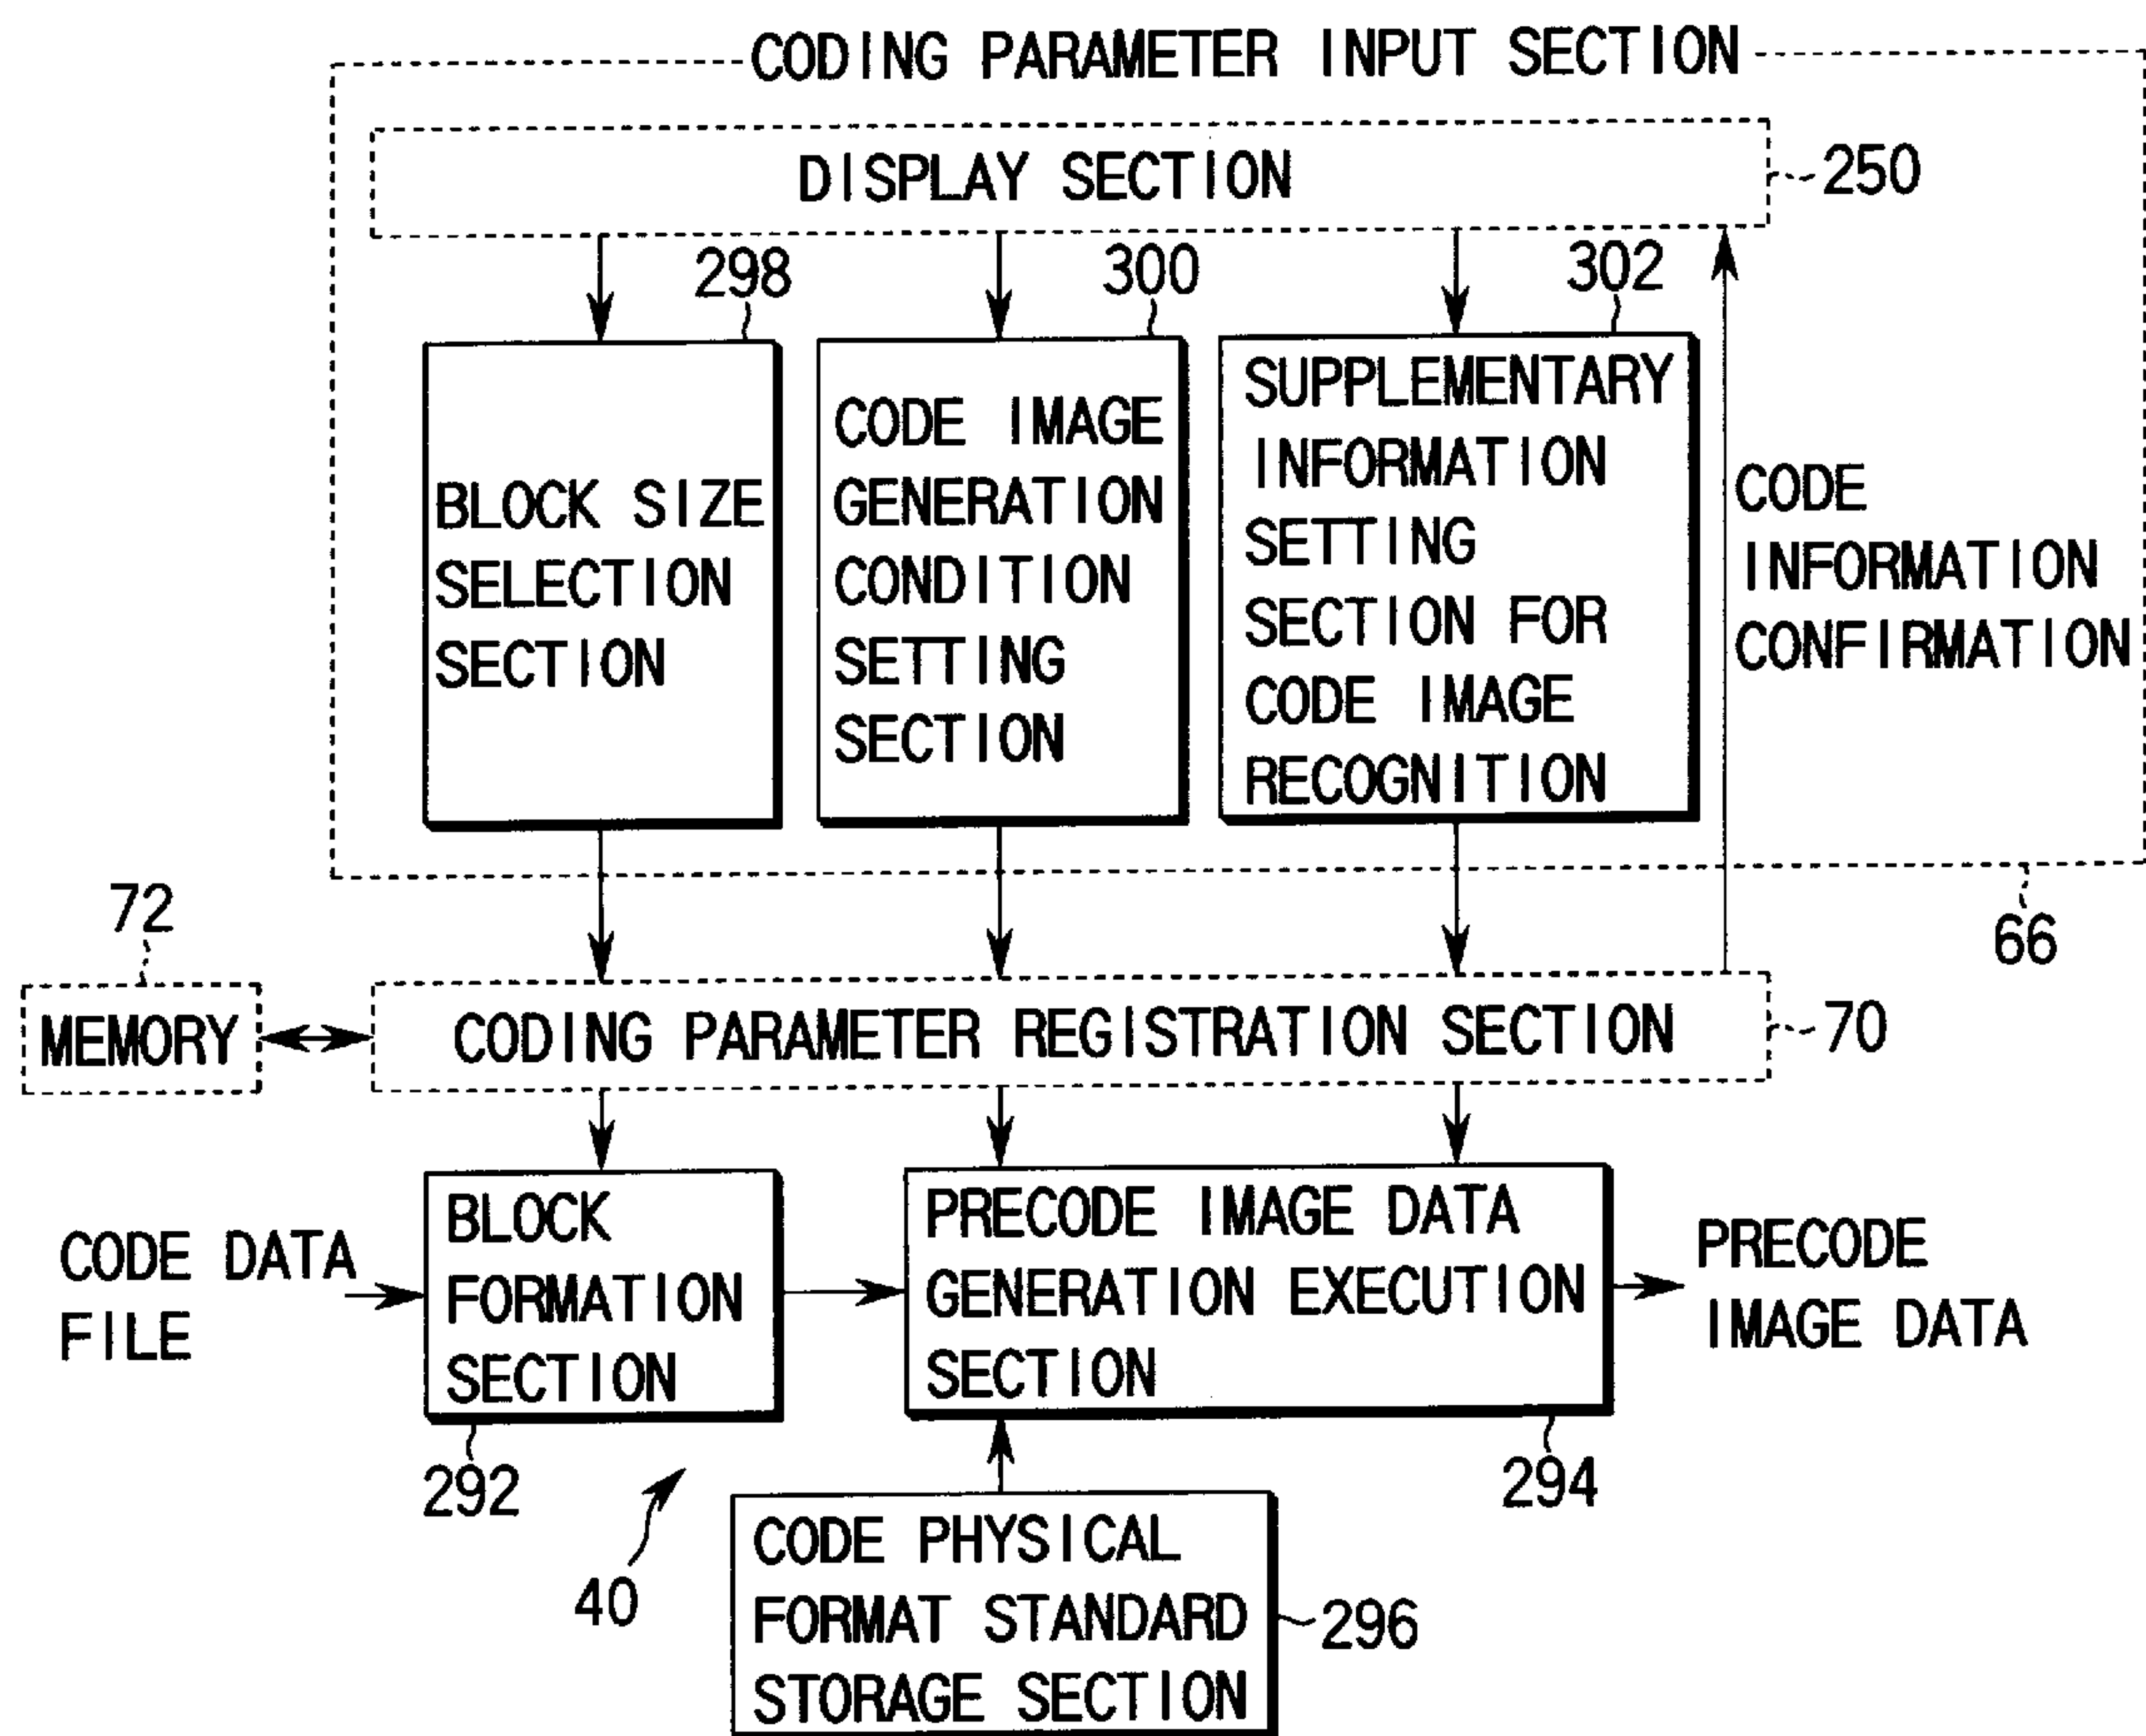 CODING PARAMETER INPUT SECTION
DISPLAY SECTION
250
298
300
302
BLOCK SIZE
SELECTION
SECTION
CODE IMAGE
GENERATION
CONDITION
SETTING
SECTION
SUPPLEMENTARY
INFORMATION
SETTING
SECTION FOR
CODE IMAGE
RECOGNITION
CODE
INFORMATION
CONFIRMATION
66
72
MEMORY
CODING PARAMETER REGISTRATION SECTION
70
CODE DATA
FILE
BLOCK
FORMATION
SECTION
292
PRECODE IMAGE DATA
GENERATION EXECUTION
SECTION
294
PRECODE
IMAGE DATA
40
CODE PHYSICAL
FORMAT STANDARD
STORAGE SECTION
296